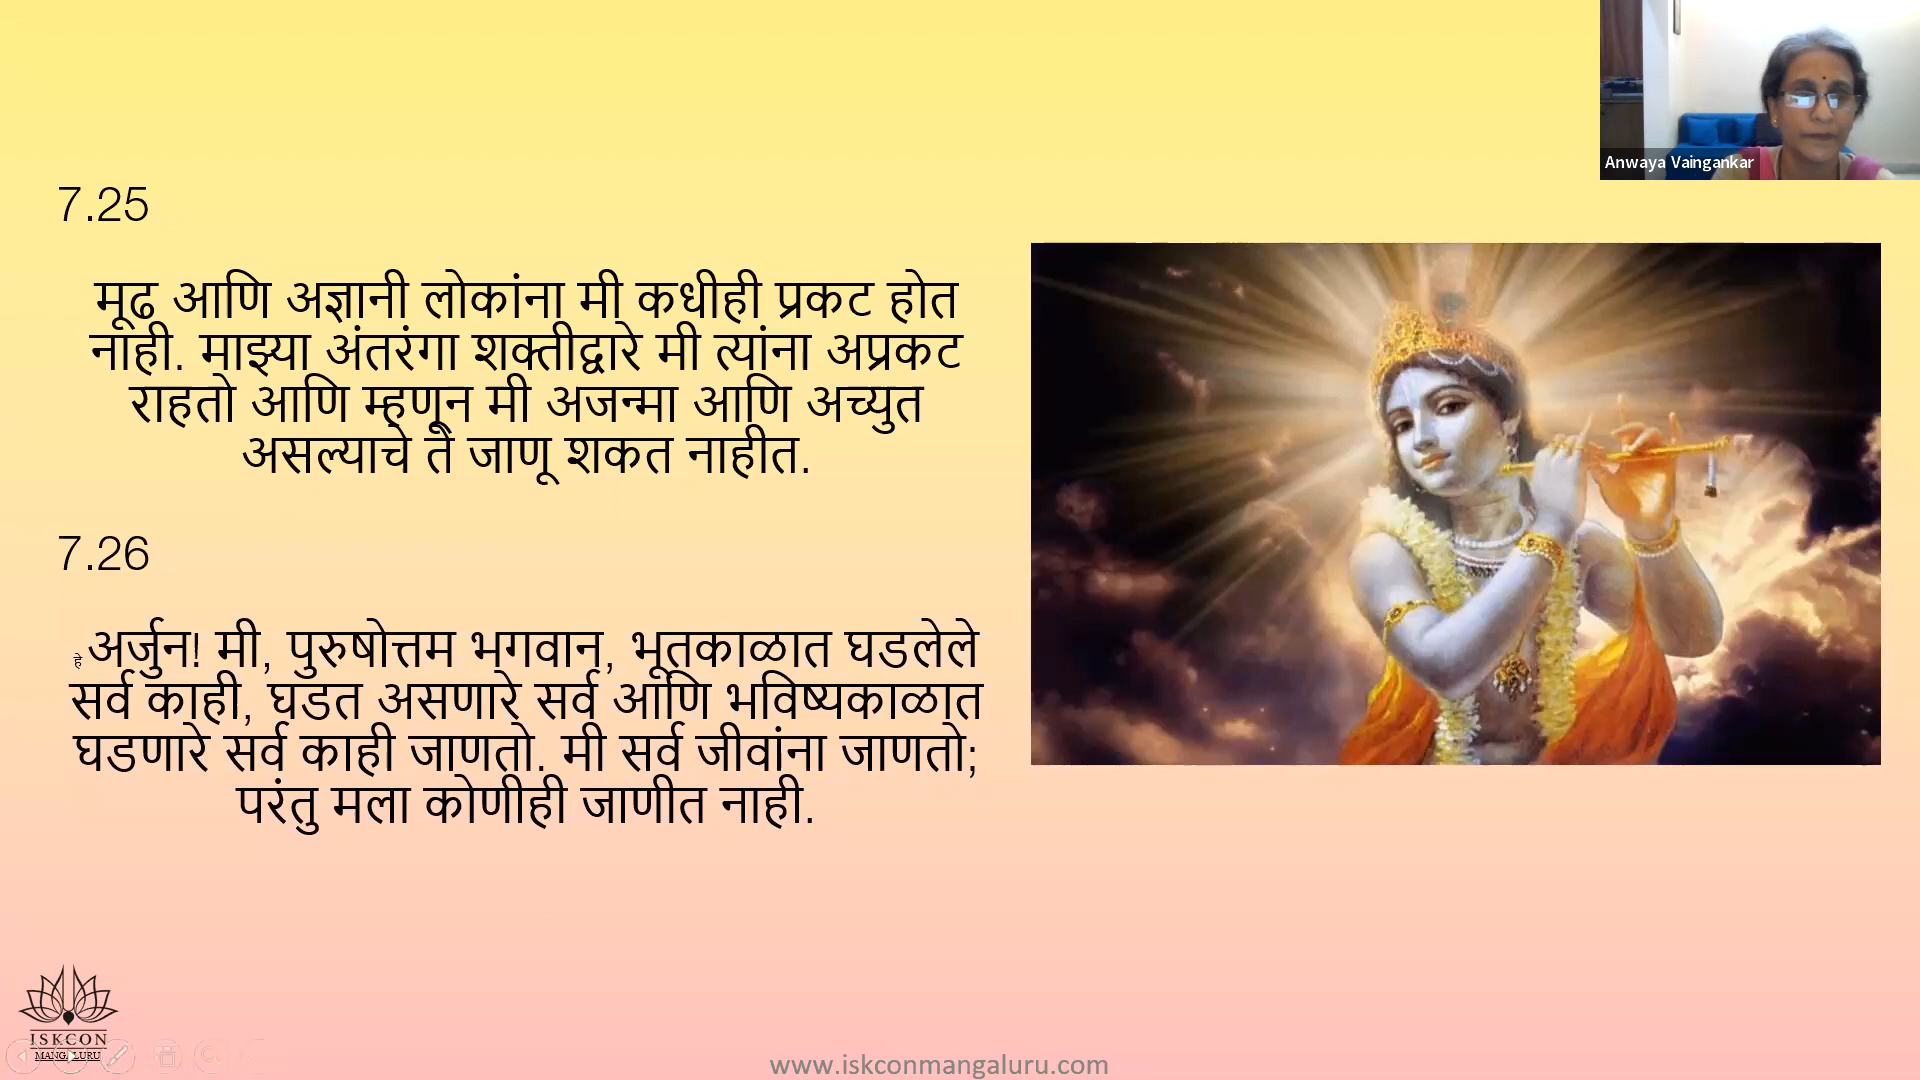 Anwaya Vaingankar
7.25
मूढ आणि अज्ञानी लोकांना मी कधीही प्रकट होत
नाही. माझ्या अंतरंगा शक्तीद्वारे मी त्यांना अप्रकट
राहतो आणि म्हणून मी अजन्मा आणि अच्युत
असल्याचे ते जाणू शकत नाहीत.
7.26
हे अर्जुन! मी, पुरुषोत्तम भगवान, भूतकाळात घडलेले
सर्व काही, घडत असणारे सर्व आणि भविष्यकाळात
घडणारे सर्व काही जाणतो. मी सर्व जीवांना जाणतो;
परंतु मला कोणीही जाणीत नाही.
ISKCON
MANGALURU
www.iskconmangaluru.com